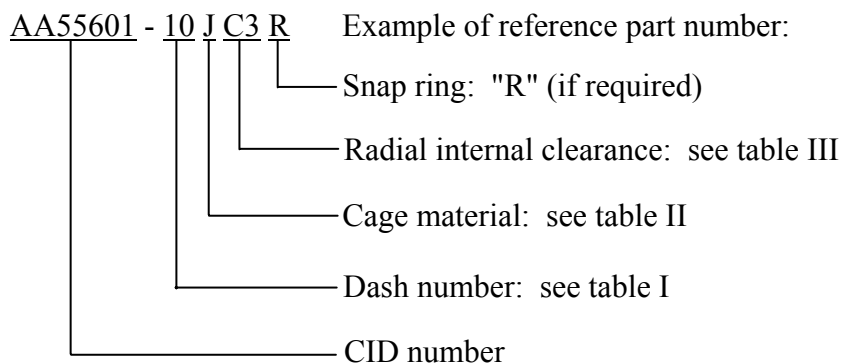 AA55601 - 10 J C3 R Example of reference part number:
Snap ring: "R" (if required)
Radial internal clearance: see table III
Cage material: see table II
Dash number: see table I
CID number